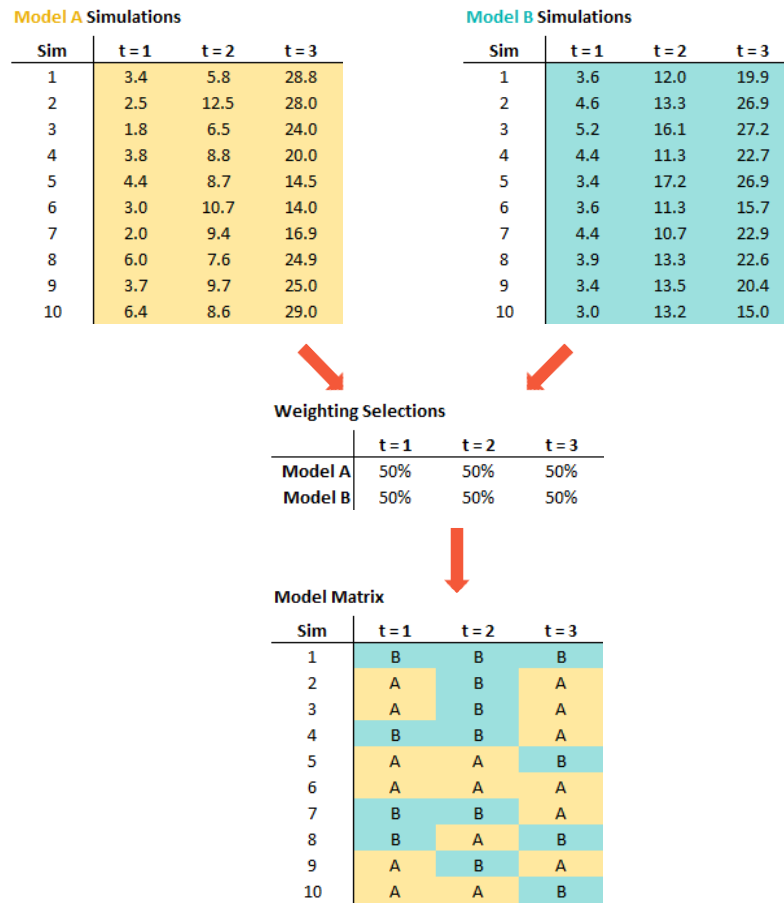 Model A Simulations
Sim t = 1 t = 2 t = 3
1 3.4 5.8 28.8
2 2.5 12.5 28.0
3 1.8 6.5 24.0
4 3.8 8.8 20.0
5 4.4 8.7 14.5
6 3.0 10.7 14.0
7 2.0 9.4 16.9
8 6.0 7.6 24.9
9 3.7 9.7 25.0
10 6.4 8.6 29.0
Model B Simulations
Sim t = 1 t = 2 t = 3
1 3.6 12.0 19.9
2 4.6 13.3 26.9
3 5.2 16.1 27.2
4 4.4 11.3 22.7
5 3.4 17.2 26.9
6 3.6 11.3 15.7
7 4.4 10.7 22.9
8 3.9 13.3 22.6
9 3.4 13.5 20.4
10 3.0 13.2 15.0
Weighting Selections
t = 1 t = 2 t = 3
Model A 50% 50% 50%
Model B 50% 50% 50%
Model Matrix
Sim t = 1 t = 2 t = 3
1 B B B
2 A B A
3 A B A
4 B B A
5 A A B
6 A A A
7 B B A
8 B A B
9 A B A
10 A A B